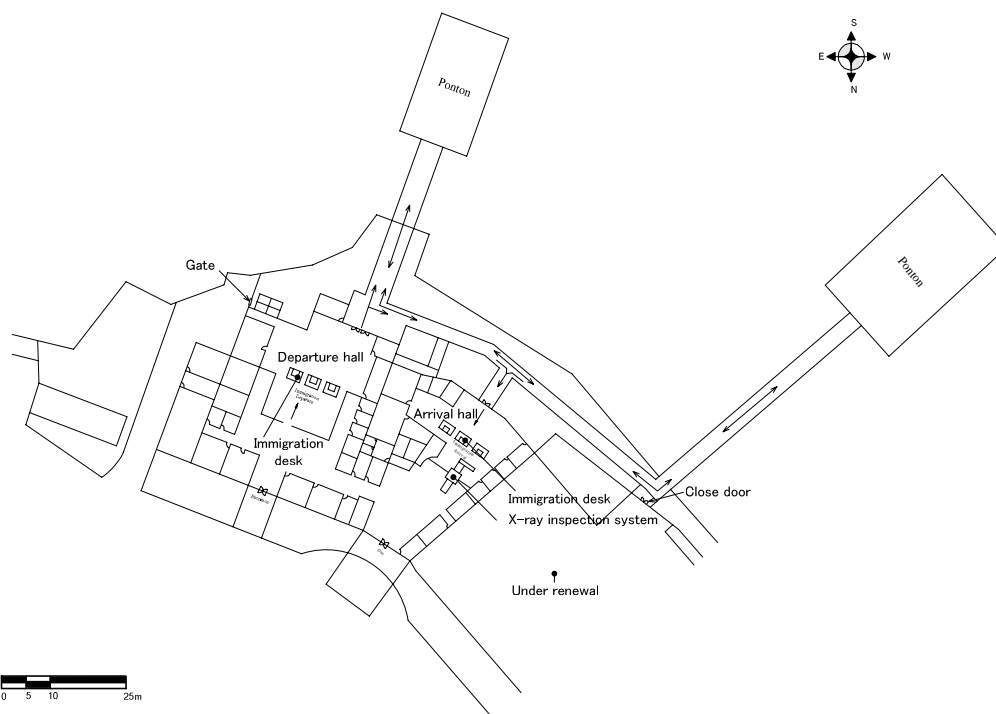 S
E W
N
Ponton
Ponton
Gate
Departure hall
Arrival hall
Immigration
desk
Immigration desk
Close door
X-ray inspection system
Under renewal
0 5 10 25m